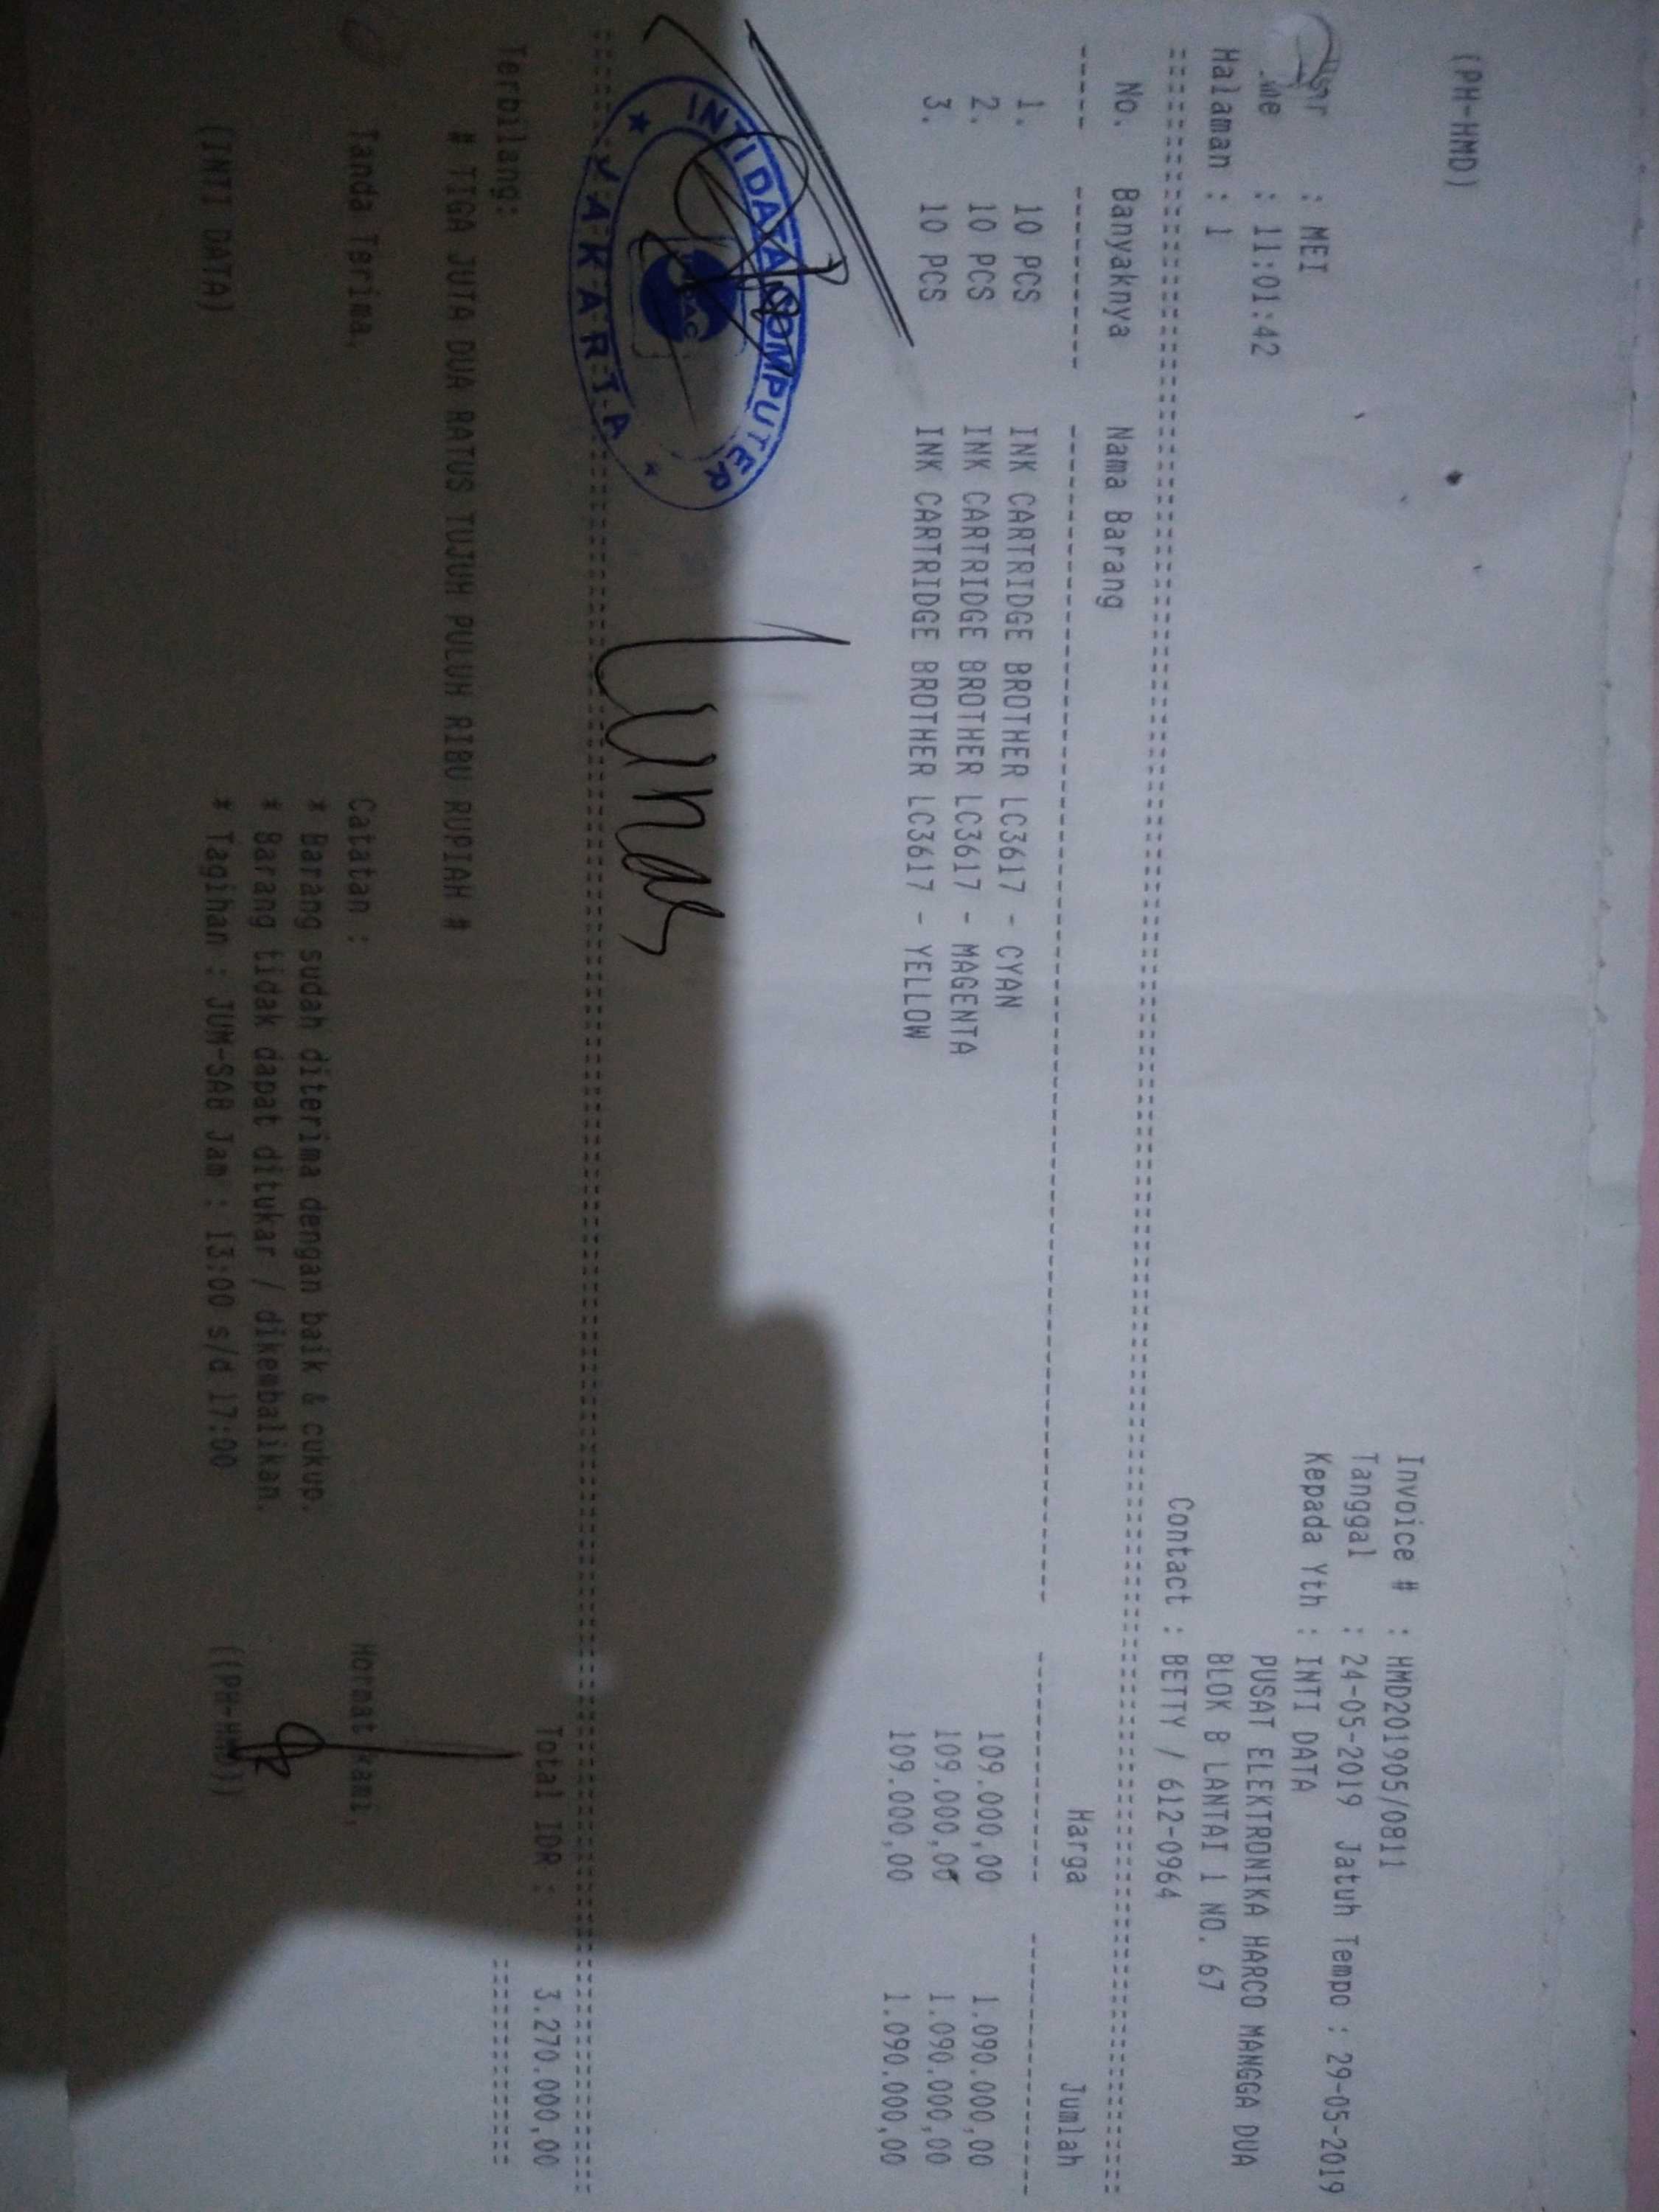 (PH-HMD)
Invoice # : HMD201905/0811
Tanggal : 24-05-2019 Jatuh Tempo : 29-05-2019
: MEI Kepada Yth : INTI DATA
: 11:01:42 PUSAT ELEKTRONIKA HARCO MANGGA DUA
Halaman : 1 BLOK B LANTAI 1 NO. 67
Contact : BETTY / 612-0964
No. Banyaknya Nama Barang Harga Jumlah
1. 10 PCS INK CARTRIDGE BROTHER LC3617 - CYAN 109.000,00 1.090.000,00
2. 10 PCS INK CARTRIDGE BROTHER LC3617 - MAGENTA 109.000,00 1.090.000,00
3. 10 PCS INK CARTRIDGE BROTHER LC3617 - YELLOW 109.000,00 1.090.000,00
INTIDATA COMPUTER
JAKARTA
Lunas
Total IDR : 3.270.000,00
Terbilang:
# TIGA JUTA DUA RATUS TUJUH PULUH RIBU RUPIAH #
Tanda Terima, Catatan : Hormat kami,
* Barang sudah diterima dengan baik & cukup.
* Barang tidak dapat ditukar / dikembalikan.
(INTI DATA) * Tagihan : JUM-SAB Jam : 13:00 s/d 17:00 ((PH-HMD))